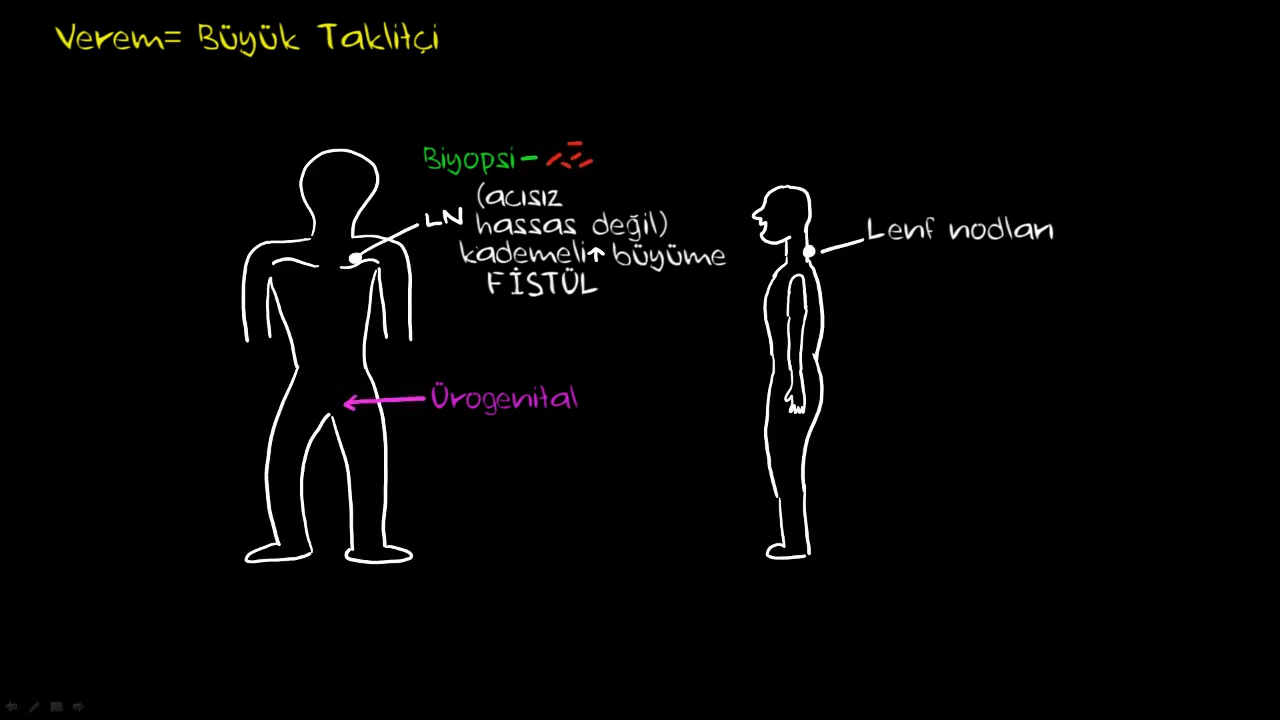 Verem= Büyük Taklitçi
Biyopsi-
LN
(acısız
hassas değil)
kademeli↑ büyüme
FİSTÜL
Ürogenital
Lenf nodları